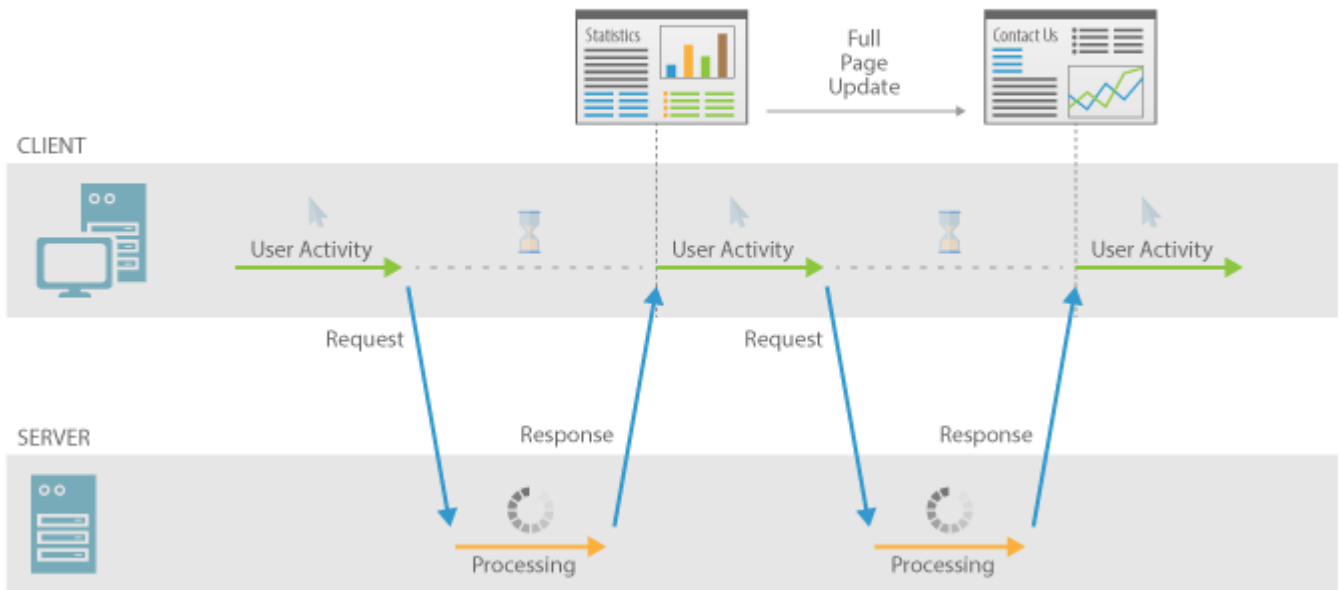 Statistics
Full
Page
Update
Contact Us
CLIENT
User Activity
User Activity
User Activity
Request
Request
SERVER
Response
Response
Processing
Processing